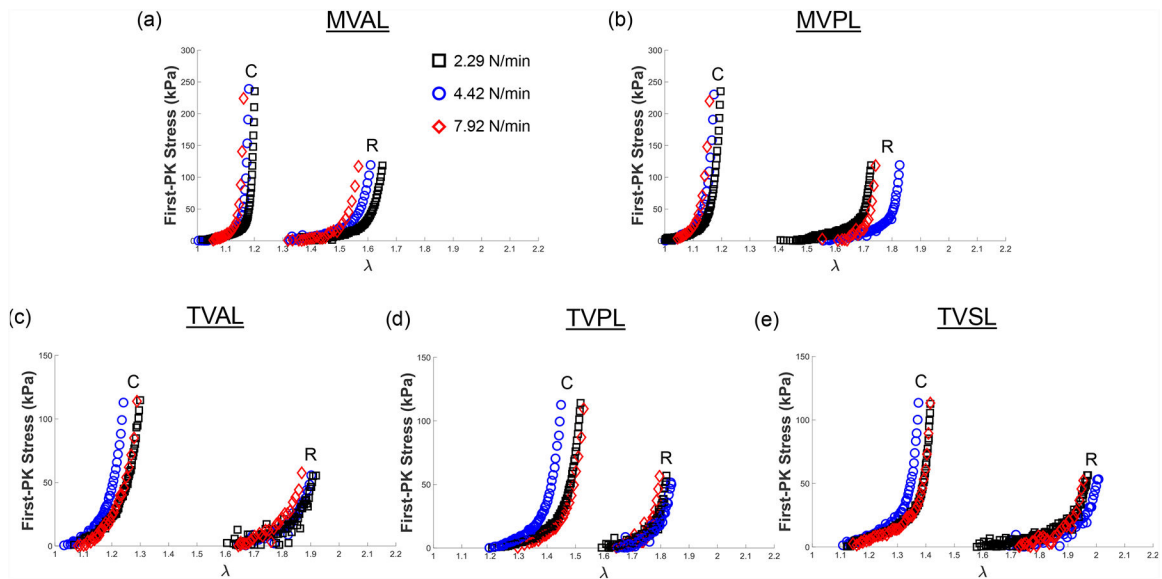 (a)
MVAL
300
250
200
150
100
50
First-PK Stress (kPa)
C
R
2.29 N/min
4.42 N/min
7.92 N/min
1 1.1 1.2 1.3 1.4 1.5 1.6 1.7 1.8 1.9 2 2.1 2.2
λ
(b)
MVPL
300
250
200
150
100
50
First-PK Stress (kPa)
C
R
1 1.1 1.2 1.3 1.4 1.5 1.6 1.7 1.8 1.9 2 2.1 2.2
λ
(c)
TVAL
150
100
50
0
First-PK Stress (kPa)
C
R
1.1 1.2 1.3 1.4 1.5 1.6 1.7 1.8 1.9 2 2.1 2.2
λ
(d)
TVPL
150
100
50
0
First-PK Stress (kPa)
C
R
1 1.1 1.2 1.3 1.4 1.5 1.6 1.7 1.8 1.9 2 2.1 2.2
λ
(e)
TVSL
150
100
50
0
First-PK Stress (kPa)
C
R
1 1.1 1.2 1.3 1.4 1.5 1.6 1.7 1.8 1.9 2 2.1 2.2
λ